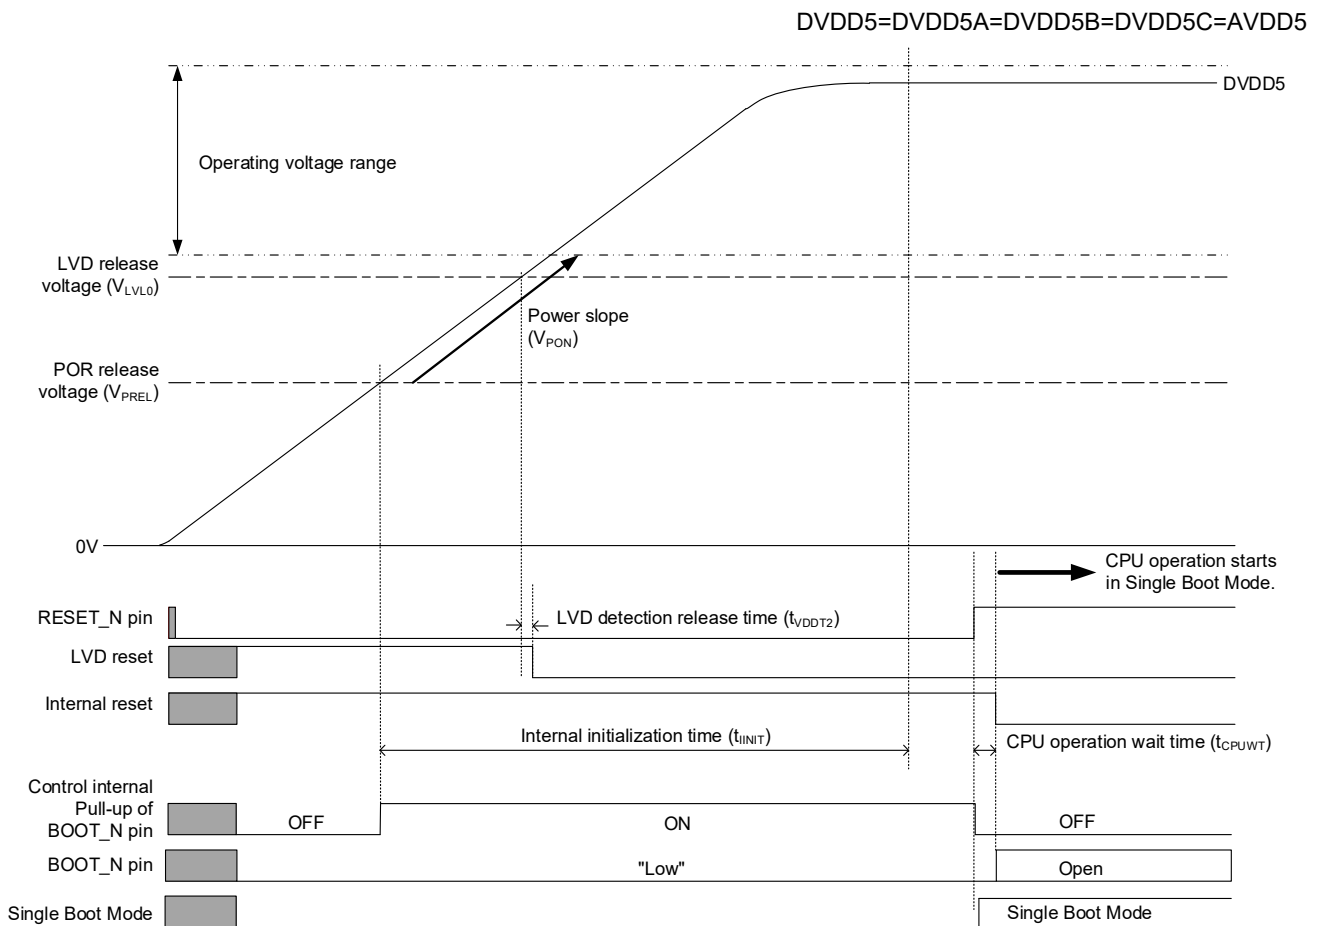 DVDD5=DVDD5A=DVDD5B=DVDD5C=AVDD5
DVDD5
Operating voltage range
LVD release
voltage (VLVL0)
Power slope
(VPON)
POR release
voltage (VPREL)
0V
CPU operation starts
in Single Boot Mode.
RESET_N pin
LVD detection release time (tVDDT2)
LVD reset
Internal reset
Internal initialization time (tIINIT)
CPU operation wait time (tCPUWT)
Control internal
Pull-up of
BOOT_N pin
OFF
ON
OFF
BOOT_N pin
"Low"
Open
Single Boot Mode
Single Boot Mode